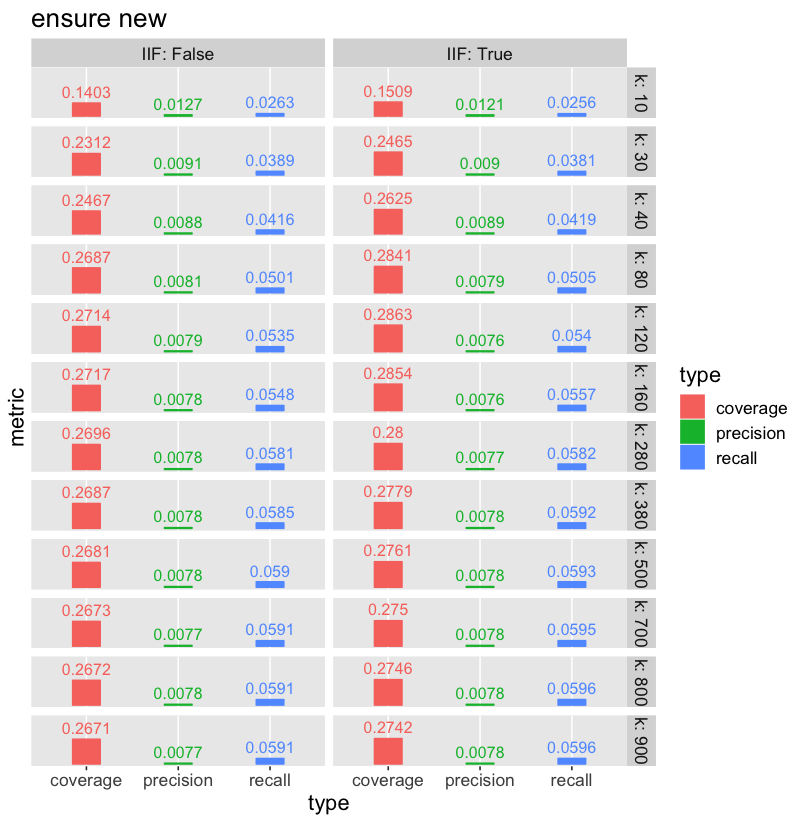 ensure new
IIF: False
IIF: True
0.1403
0.0127
0.0263
0.1509
0.0121
0.0256
k: 10
0.2312
0.0091
0.0389
0.2465
0.009
0.0381
k: 30
0.2467
0.0088
0.0416
0.2625
0.0089
0.0419
k: 40
0.2687
0.0081
0.0501
0.2841
0.0079
0.0505
k: 80
0.2714
0.0079
0.0535
0.2863
0.0076
0.054
k: 120
0.2717
0.0078
0.0548
0.2854
0.0076
0.0557
k: 160
0.2696
0.0078
0.0581
0.28
0.0077
0.0582
k: 280
0.2687
0.0078
0.0585
0.2779
0.0078
0.0592
k: 380
0.2681
0.0078
0.059
0.2761
0.0078
0.0593
k: 500
0.2673
0.0077
0.0591
0.275
0.0078
0.0595
k: 700
0.2672
0.0078
0.0591
0.2746
0.0078
0.0596
k: 800
0.2671
0.0077
0.0591
0.2742
0.0078
0.0596
k: 900
coverage
precision
recall
coverage
precision
recall
type
metric
type
coverage
precision
recall